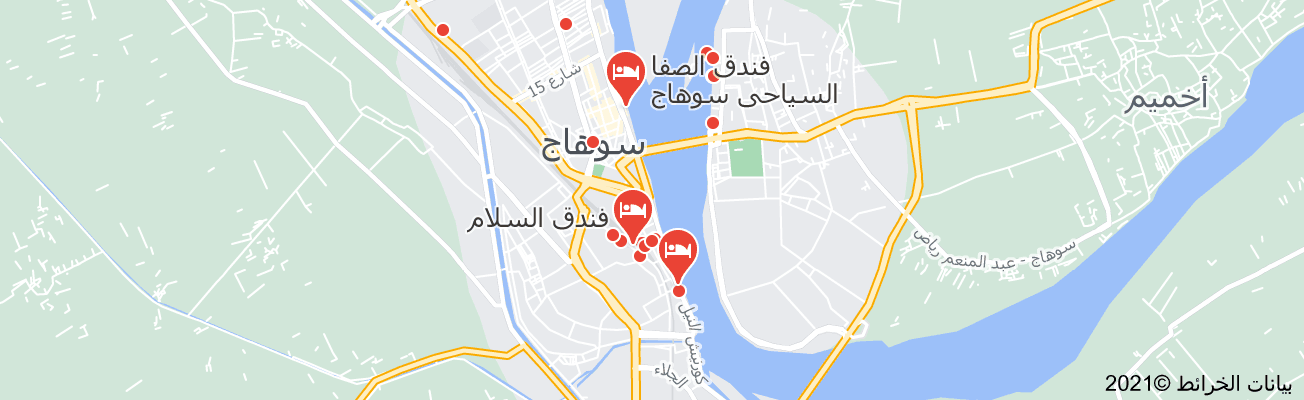 فندق الصفا
السياحى سوهاج
شارع 15
أخميم
سوهاج
فندق السلام
سوهاج - عبد المنعم رياض
كورنيش النيل
الجلاء
بيانات الخرائط ©2021